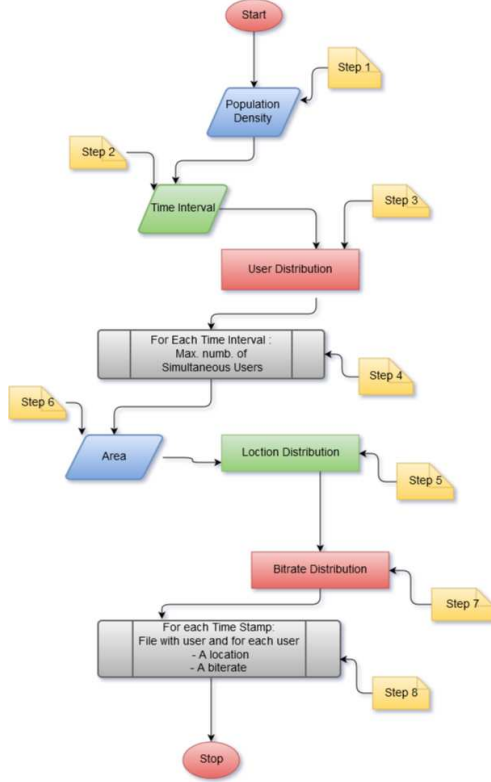 Start
Step 1
Population
Density
Step 2
Time Interval
Step 3
User Distribution
For Each Time Interval :
Max. numb. of
Simultaneous Users
Step 4
Step 6
Area
Loction Distribution
Step 5
Bitrate Distribution
Step 7
For each Time Stamp:
File with user and for each user
- A location
- A biterate
Step 8
Stop